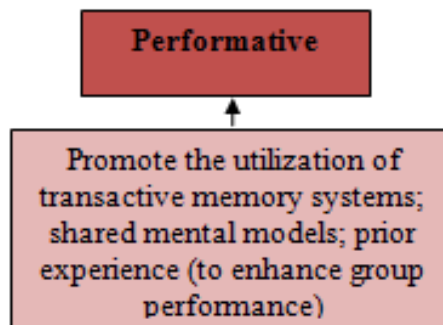 Performative
Promote the utilization of
transactive memory systems;
shared mental models; prior
experience (to enhance group
performance)